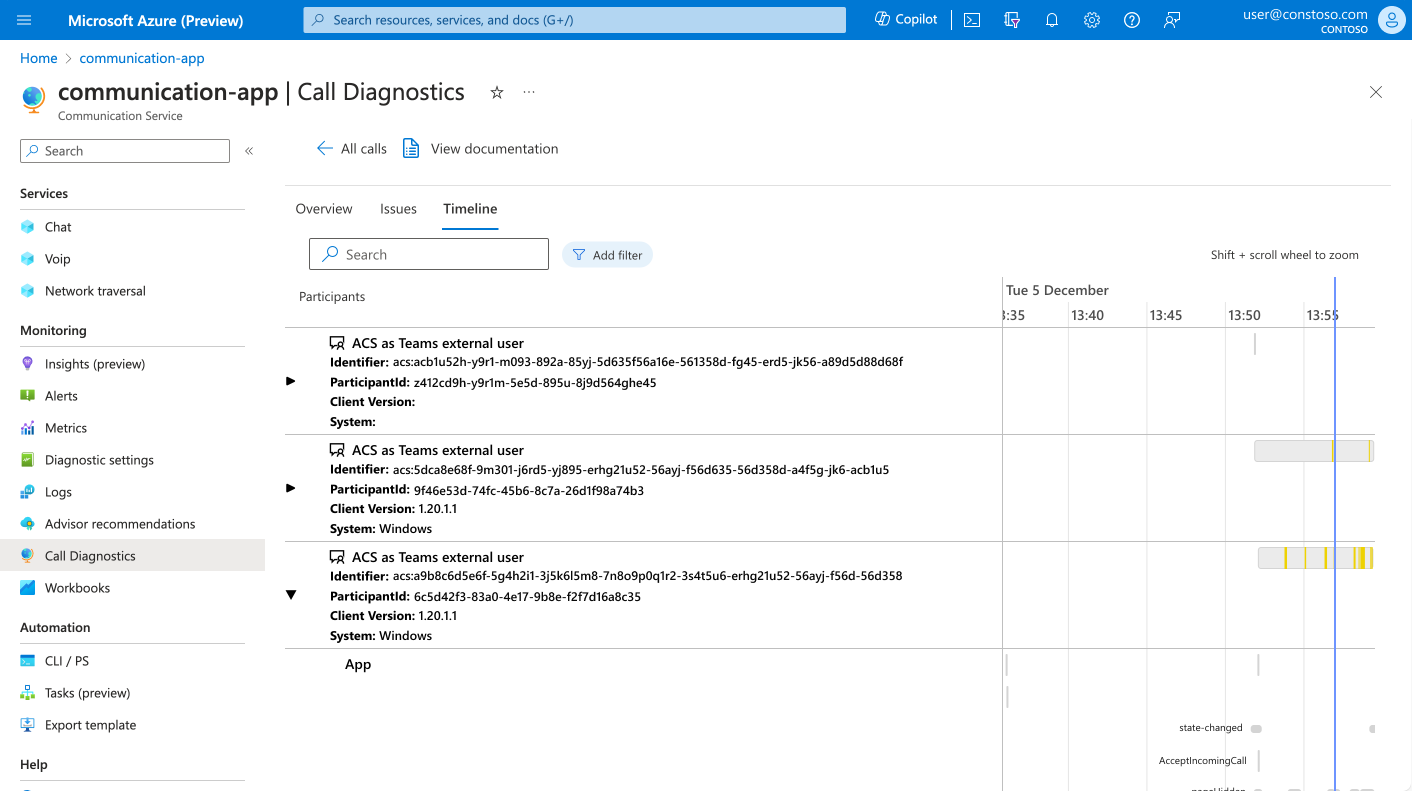 Microsoft Azure (Preview)
Search resources, services, and docs (G+/)
Copilot
user@constoso.com
CONTOSO
Home > communication-app
communication-app | Call Diagnostics
Communication Service
Search
All calls
View documentation
Services
Chat
Voip
Network traversal
Monitoring
Insights (preview)
Alerts
Metrics
Diagnostic settings
Logs
Advisor recommendations
Call Diagnostics
Workbooks
Automation
CLI / PS
Tasks (preview)
Export template
Help
Overview Issues Timeline
Search
Add filter
Shift + scroll wheel to zoom
Participants
Tue 5 December
13:35 13:40 13:45 13:50 13:55
ACS as Teams external user
Identifier: acs:acb1u52h-y9r1-m093-892a-85yj-5d635f56a16e-561358d-fg45-erd5-jk56-a89d5d88d68f
ParticipantId: z412cd9h-y9r1m-5e5d-895u-8j9d564ghe45
Client Version:
System:
ACS as Teams external user
Identifier: acs:5dca8e68f-9m301-j6rd5-yj895-erhg21u52-56ayj-f56d635-56d358d-a4f5g-jk6-acb1u5
ParticipantId: 9f46e53d-74fc-45b6-8c7a-26d1f98a74b3
Client Version: 1.20.1.1
System: Windows
ACS as Teams external user
Identifier: acs:a9b8c6d5e6f-5g4h2i1-3j5k6l5m8-7n8o9p0q1r2-3s4t5u6-erhg21u52-56ayj-f56d-56d358
ParticipantId: 6c5d42f3-83a0-4e17-9b8e-f2f7d16a8c35
Client Version: 1.20.1.1
System: Windows
App
state-changed
AcceptIncomingCall